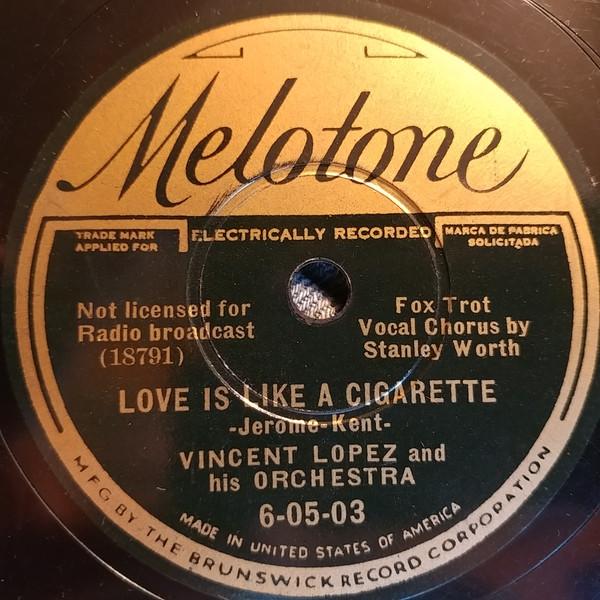 Melotone
TRADE MARK
APPLIED FOR
ELECTRICALLY RECORDED
MARCA DE FABRICA
SOLICITADA
Not licensed for
Radio broadcast
(18791)
Fox Trot
Vocal Chorus by
Stanley Worth
LOVE IS LIKE A CIGARETTE
-Jerome-Kent-
VINCENT LOPEZ and
his ORCHESTRA
6-05-03
MADE IN UNITED STATES OF AMERICA
MFG BY THE BRUNSWICK RECORD CORPORATION